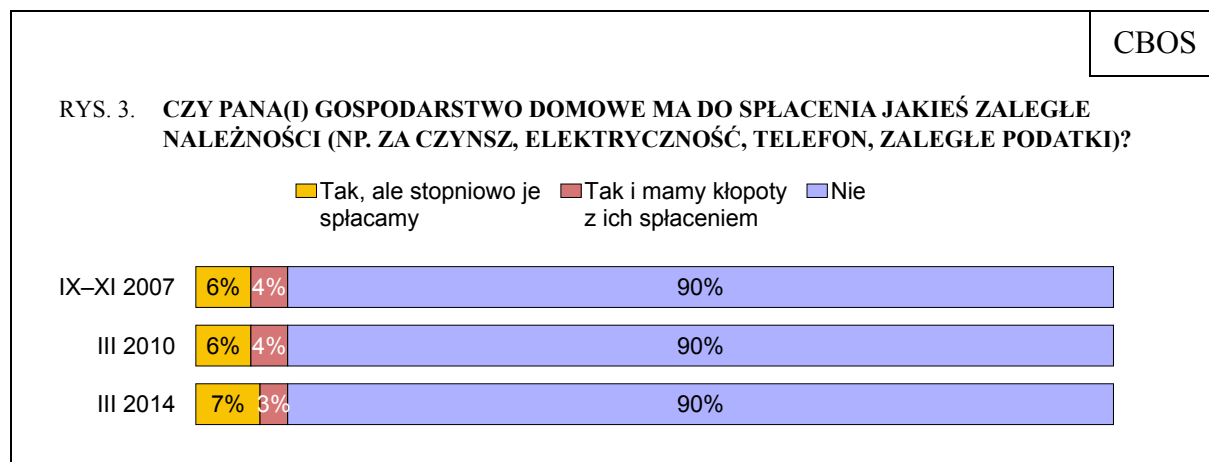 CBOS
RYS. 3. CZY PANA(I) GOSPODARSTWO DOMOWE MA DO SPŁACENIA JAKIEŚ ZALEGŁE
NALEŻNOŚCI (NP. ZA CZYNSZ, ELEKTRYCZNOŚĆ, TELEFON, ZALEGŁE PODATKI)?
Tak, ale stopniowo je spłacamy
Tak i mamy kłopoty z ich spłaceniem
Nie
IX–XI 2007 6% 4% 90%
III 2010 6% 4% 90%
III 2014 7% 3% 90%